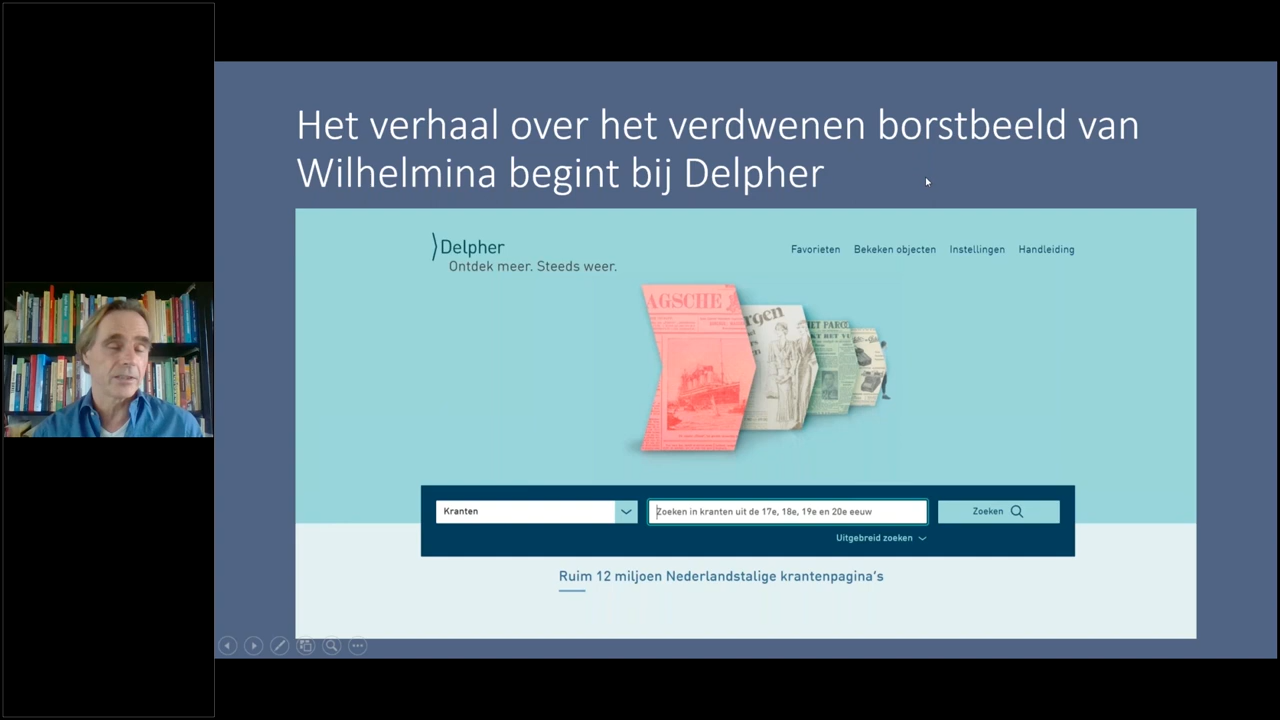 Het verhaal over het verdwenen borstbeeld van
Wilhelmina begint bij Delpher
Delpher
Ontdek meer. Steeds weer.
Favorieten Bekeken objecten Instellingen Handleiding
AGSCHE
Kranten
Zoeken in kranten uit de 17e, 18e, 19e en 20e eeuw
Zoeken
Uitgebreid zoeken
Ruim 12 miljoen Nederlandstalige krantenpagina's